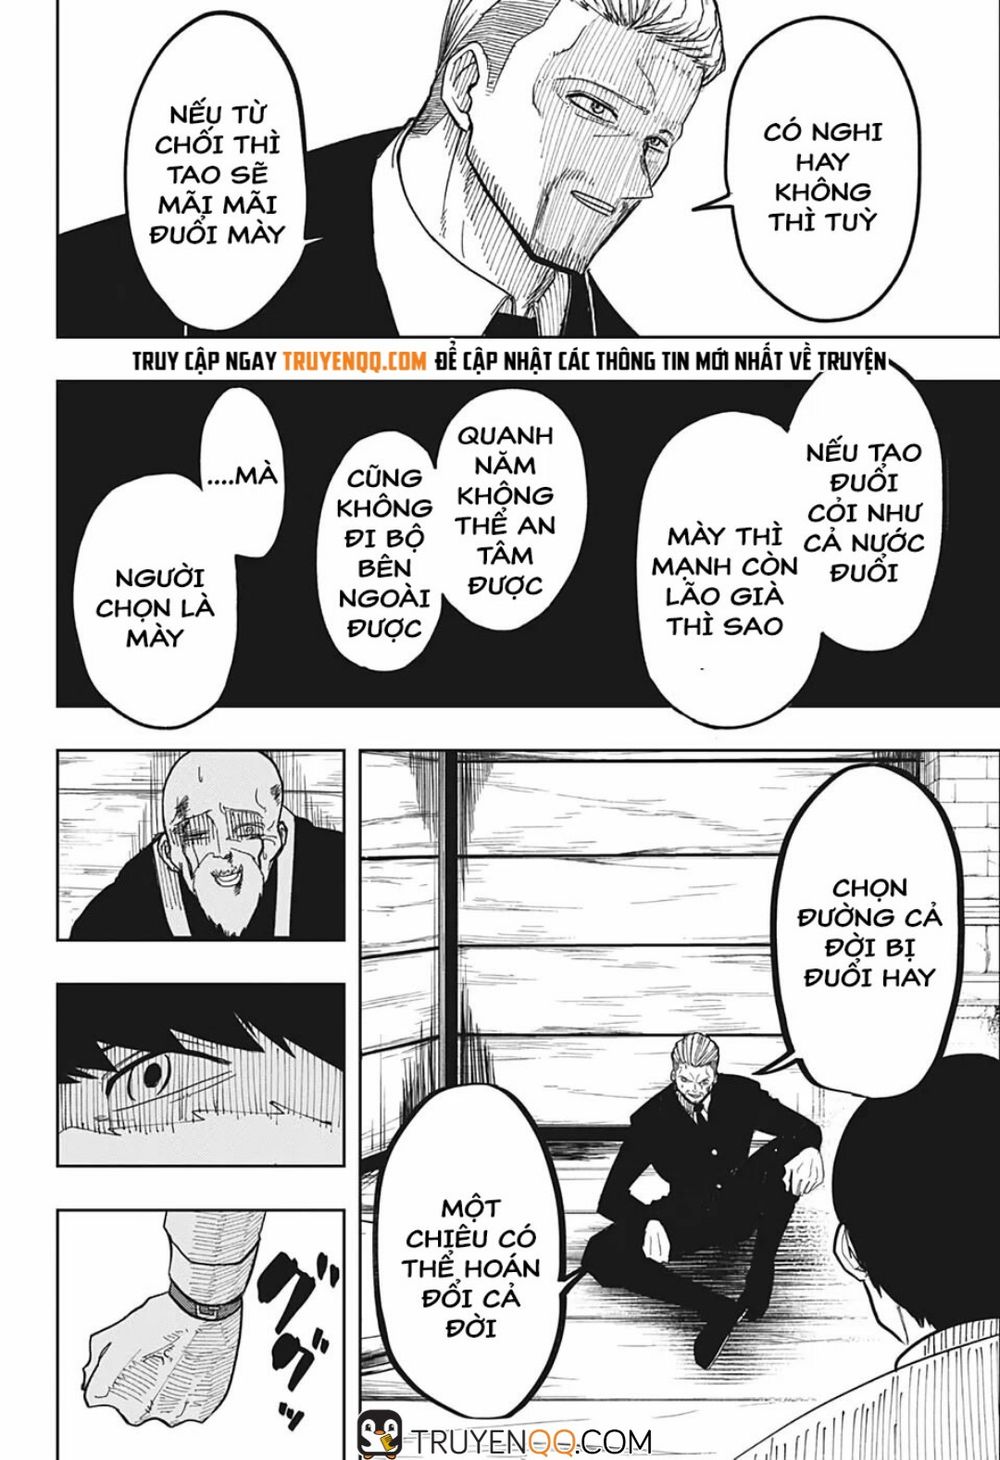 CÓ NGHI
HAY
KHÔNG
THÌ TUỲ
NẾU TỪ
CHỐI THÌ
TAO SẼ
MÃI MÃI
ĐUỔI MÀY
TRUY CẬP NGAY TRUYENQQ.COM ĐỂ CẬP NHẬT CÁC THÔNG TIN MỚI NHẤT VỀ TRUYỆN
NẾU TAO
ĐUỔI
CỎI NHƯ
CẢ NƯỚC
ĐUỔI
MÀY THÌ
MẠNH CÒN
LÃO GIÀ
THÌ SAO
QUANH
NĂM
KHÔNG
THỂ AN
TÂM
ĐƯỢC
CŨNG
KHÔNG
ĐI BỘ
BÊN
NGOÀI
ĐƯỢC
....MÀ
NGƯỜI
CHỌN LÀ
MÀY
CHỌN
ĐƯỜNG CẢ
ĐỜI BỊ
ĐUỔI HAY
MỘT
CHIÊU CÓ
THỂ HOÁN
ĐỔI CẢ
ĐỜI
グググッ
TRUYENQQ.COM